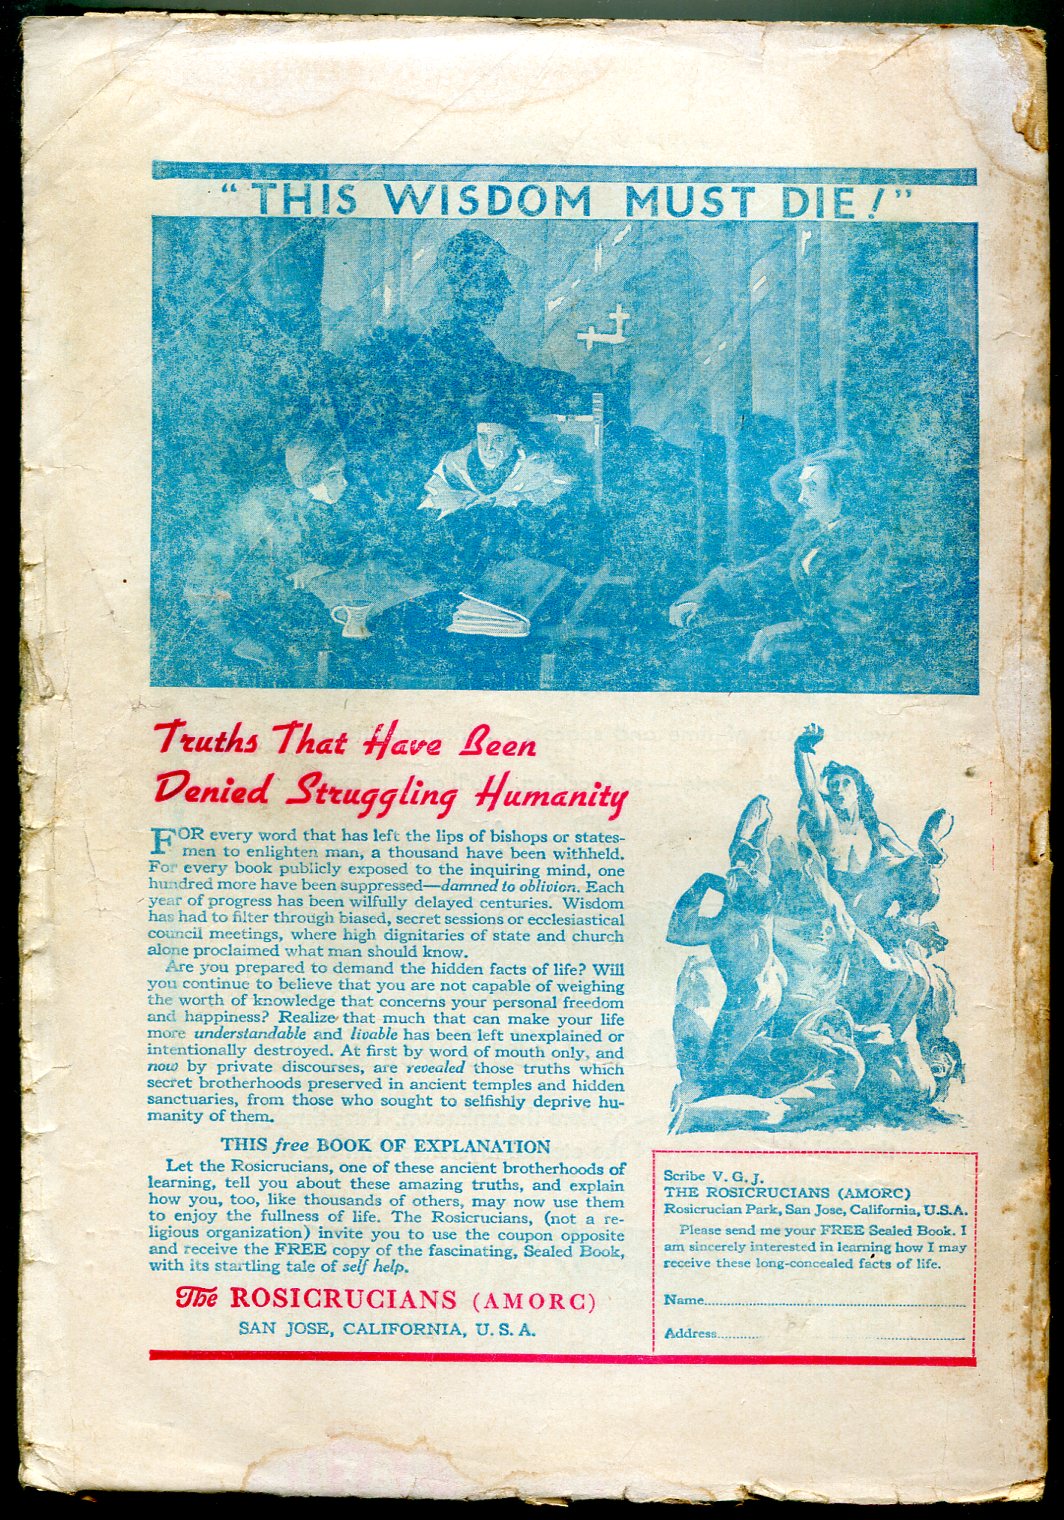 "THIS WISDOM MUST DIE!"
Truths That Have Been
Denied Struggling Humanity
FOR every word that has left the lips of bishops or states-
men to enlighten man, a thousand have been withheld.
For every book publicly exposed to the inquiring mind, one
hundred more have been suppressed—damned to oblivion. Each
year of progress has been wilfully delayed centuries. Wisdom
has had to filter through biased, secret sessions or ecclesiastical
council meetings, where high dignitaries of state and church
alone proclaimed what man should know.
Are you prepared to demand the hidden facts of life? Will
you continue to believe that you are not capable of weighing
the worth of knowledge that concerns your personal freedom
and happiness? Realize that much that can make your life
more understandable and livable has been left unexplained or
intentionally destroyed. At first by word of mouth only, and
now by private discourses, are revealed those truths which
secret brotherhoods preserved in ancient temples and hidden
sanctuaries, from those who sought to selfishly deprive hu-
manity of them.
THIS free BOOK OF EXPLANATION
Let the Rosicrucians, one of these ancient brotherhoods of
learning, tell you about these amazing truths, and explain
how you, too, like thousands of others, may now use them
to enjoy the fullness of life. The Rosicrucians, (not a re-
ligious organization) invite you to use the coupon opposite
and receive the FREE copy of the fascinating, Sealed Book,
with its startling tale of self help.
The ROSICRUCIANS (AMORC)
SAN JOSE, CALIFORNIA, U. S. A.
Scribe V. G. J.
THE ROSICRUCIANS (AMORC)
Rosicrucian Park, San Jose, California, U.S.A.
Please send me your FREE Sealed Book. I
am sincerely interested in learning how I may
receive these long-concealed facts of life.
Name
Address